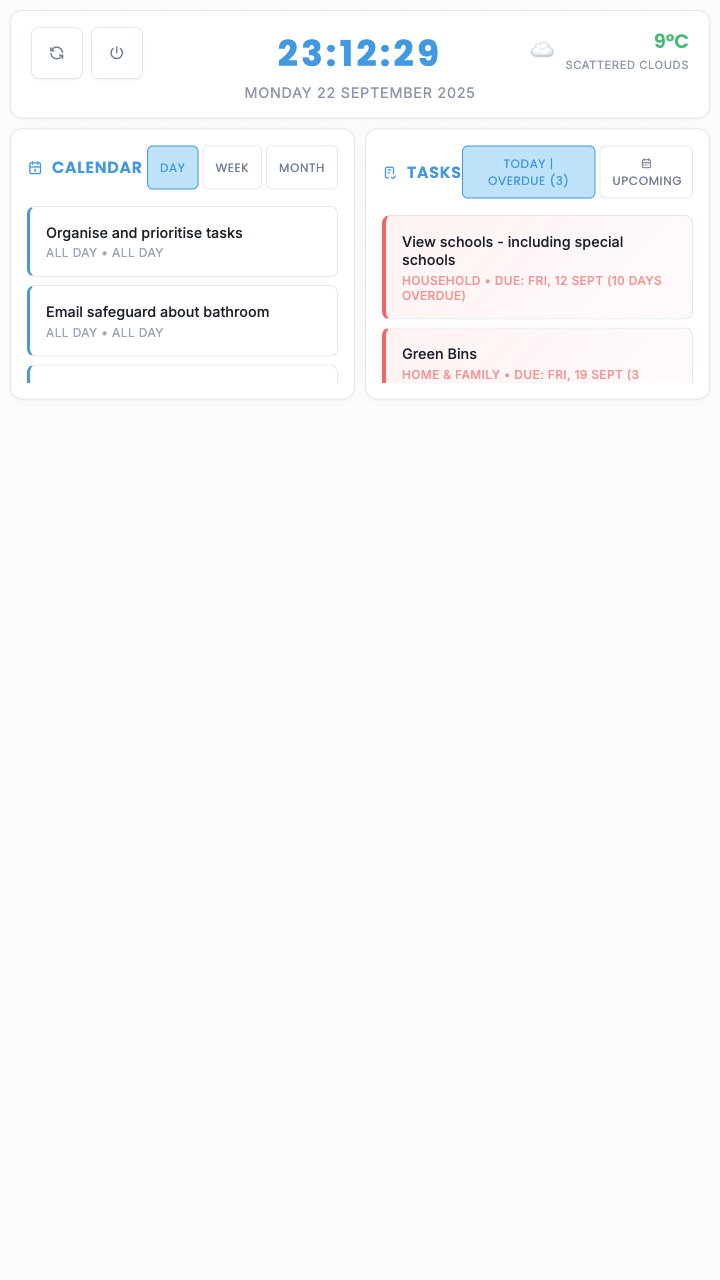 23:12:29
MONDAY 22 SEPTEMBER 2025
9°C
SCATTERED CLOUDS
CALENDAR
DAY
WEEK
MONTH
Organise and prioritise tasks
ALL DAY • ALL DAY
Email safeguard about bathroom
ALL DAY • ALL DAY
TASKS
TODAY |
OVERDUE (3)
UPCOMING
View schools - including special
schools
HOUSEHOLD • DUE: FRI, 12 SEPT (10 DAYS
OVERDUE)
Green Bins
HOME & FAMILY • DUE: FRI, 19 SEPT (3